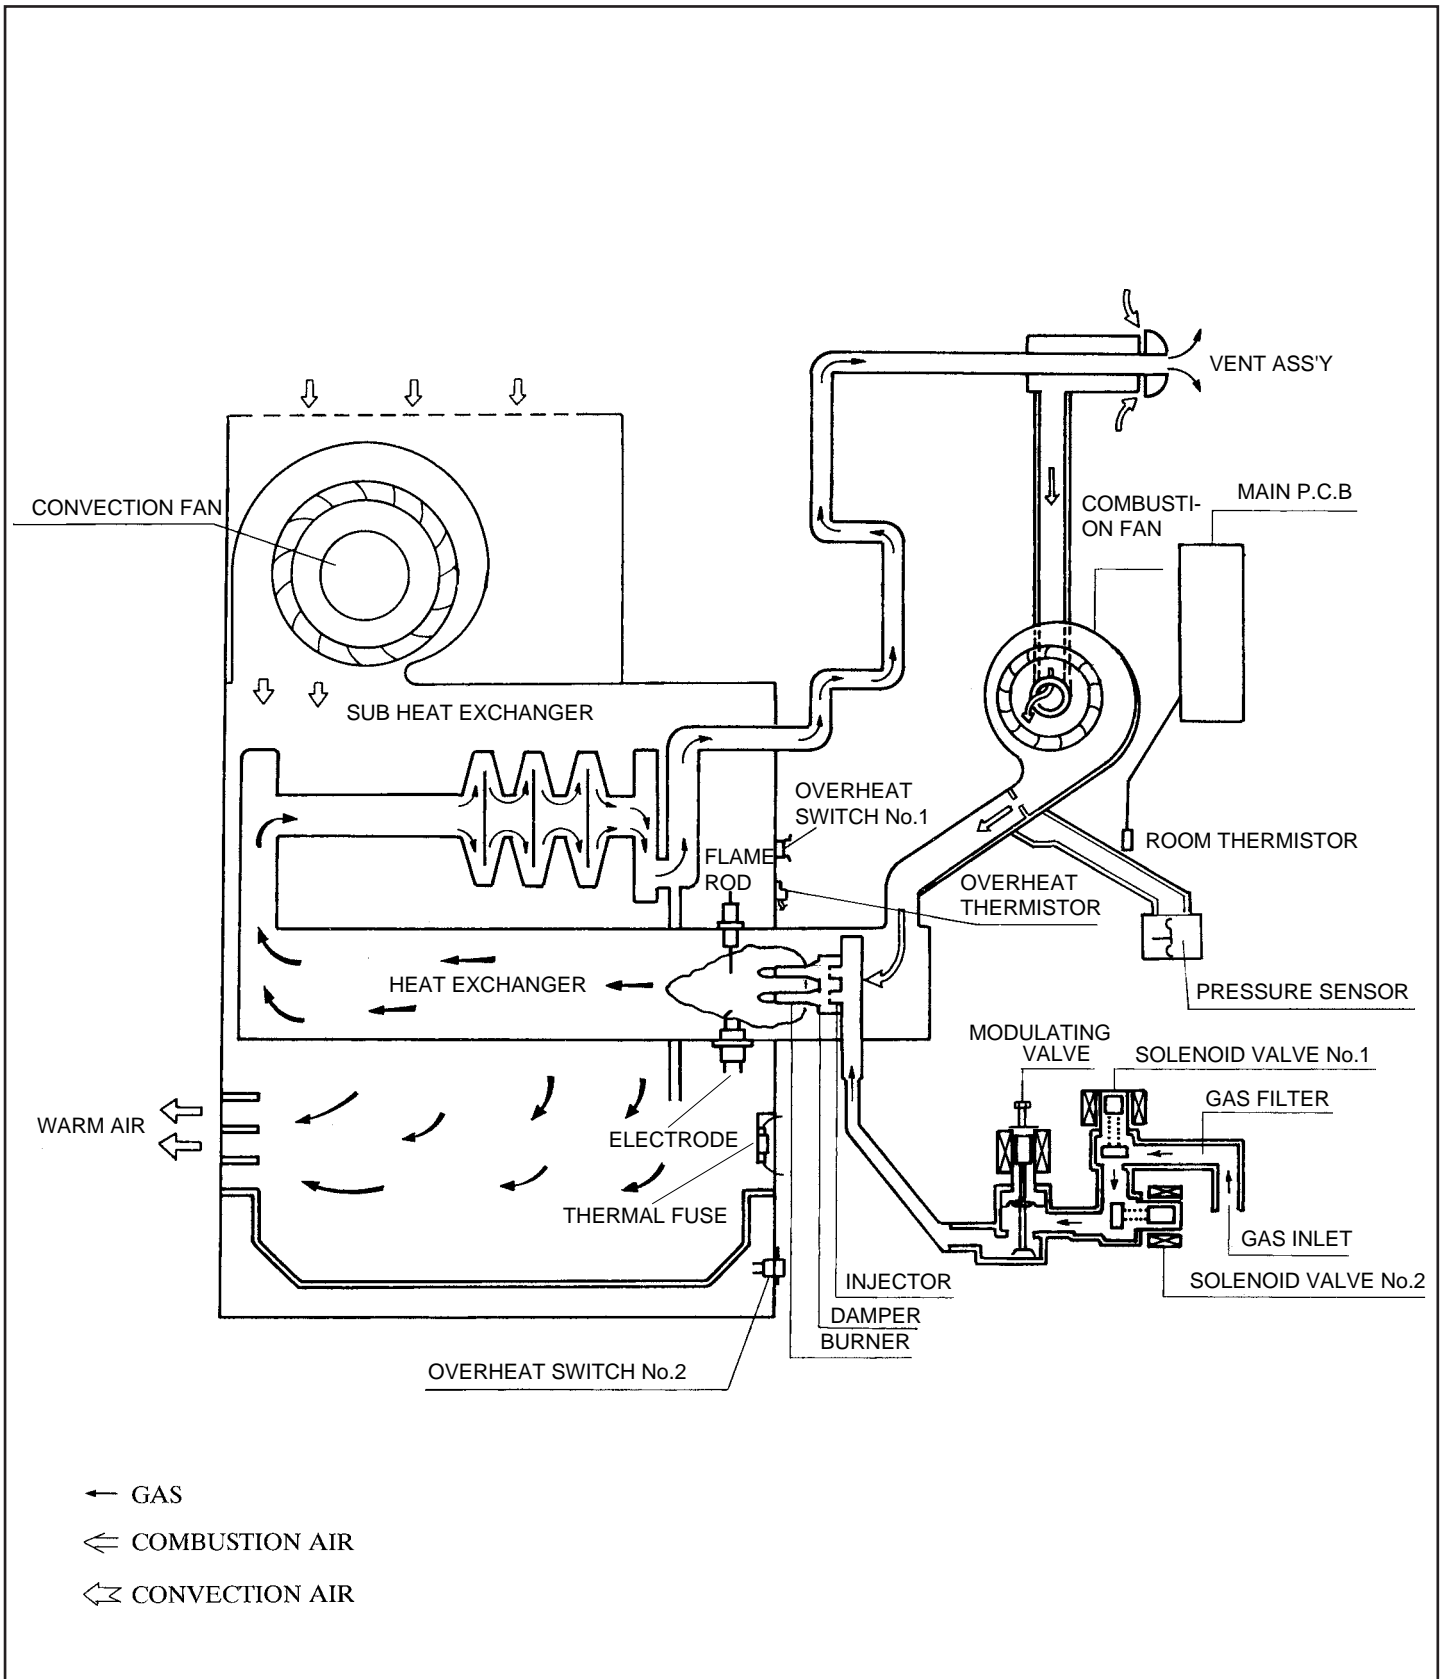 VENT ASS'Y
CONVECTION FAN
COMBUSTI-
ON FAN
MAIN P.C.B
SUB HEAT EXCHANGER
OVERHEAT
SWITCH No.1
FLAME
ROD
ROOM THERMISTOR
OVERHEAT
THERMISTOR
HEAT EXCHANGER
PRESSURE SENSOR
MODULATING
VALVE
SOLENOID VALVE No.1
GAS FILTER
WARM AIR
ELECTRODE
THERMAL FUSE
GAS INLET
SOLENOID VALVE No.2
INJECTOR
DAMPER
BURNER
OVERHEAT SWITCH No.2
GAS
COMBUSTION AIR
CONVECTION AIR